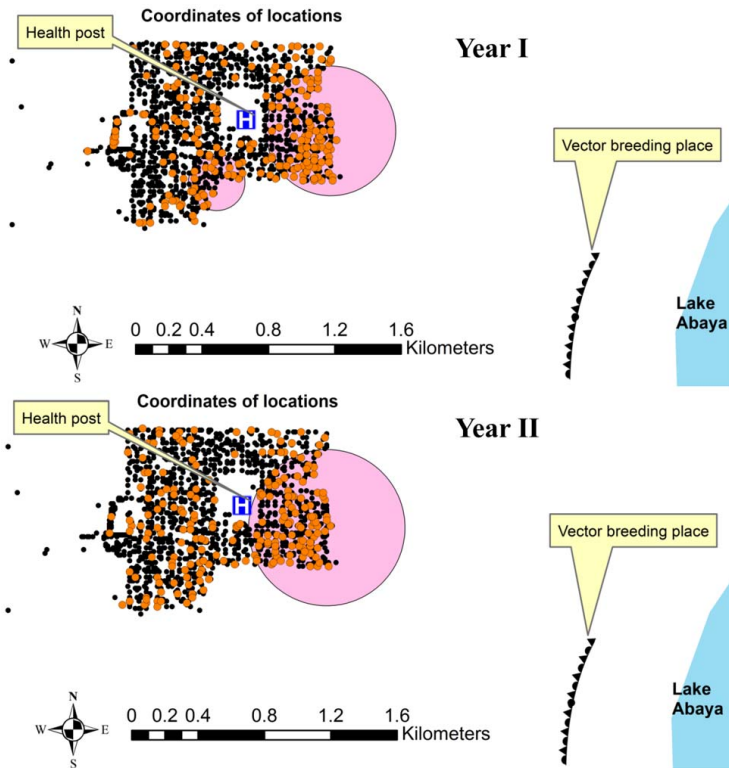 Coordinates of locations
Health post
Year I
H
Vector breeding place
Lake
Abaya
N
W E
S
0 0.2 0.4 0.8 1.2 1.6
Kilometers
Coordinates of locations
Health post
Year II
H
Vector breeding place
Lake
Abaya
N
W E
S
0 0.2 0.4 0.8 1.2 1.6
Kilometers